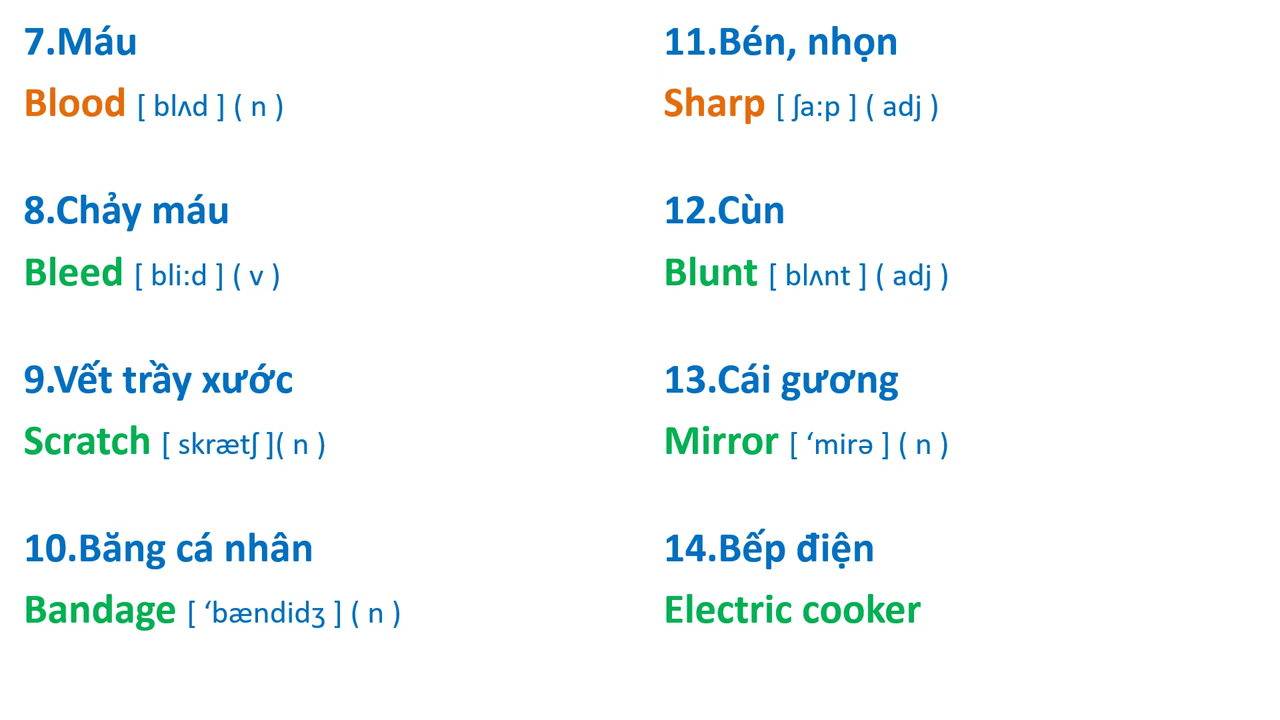 7.Máu
Blood [ blʌd ] ( n )
8.Chảy máu
Bleed [ bli:d ] ( v )
9.Vết trầy xước
Scratch [ skrætʃ ]( n )
10.Băng cá nhân
Bandage [ ‘bændidʒ ] ( n )
11.Bén, nhọn
Sharp [ ʃa:p ] ( adj )
12.Cùn
Blunt [ blʌnt ] ( adj )
13.Cái gương
Mirror [ ‘mirə ] ( n )
14.Bếp điện
Electric cooker